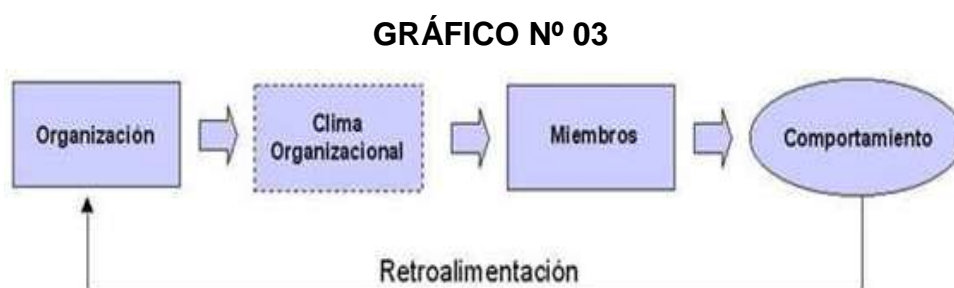 GRÁFICO Nº 03
Organización
Clima
Organizacional
Miembros
Comportamiento
Retroalimentación